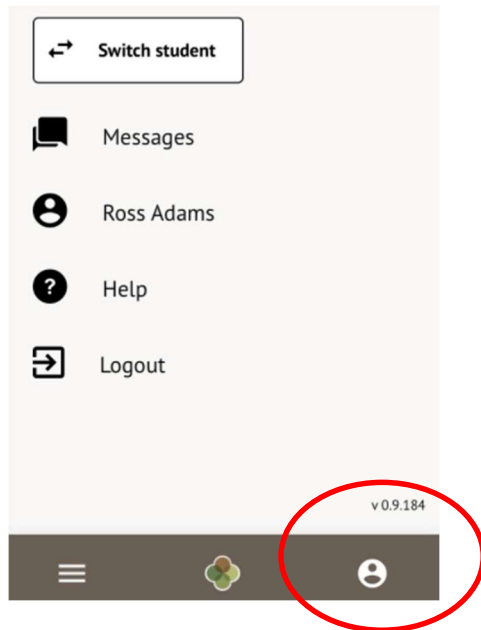 Switch student
Messages
Ross Adams
? Help
Logout
v 0.9.184